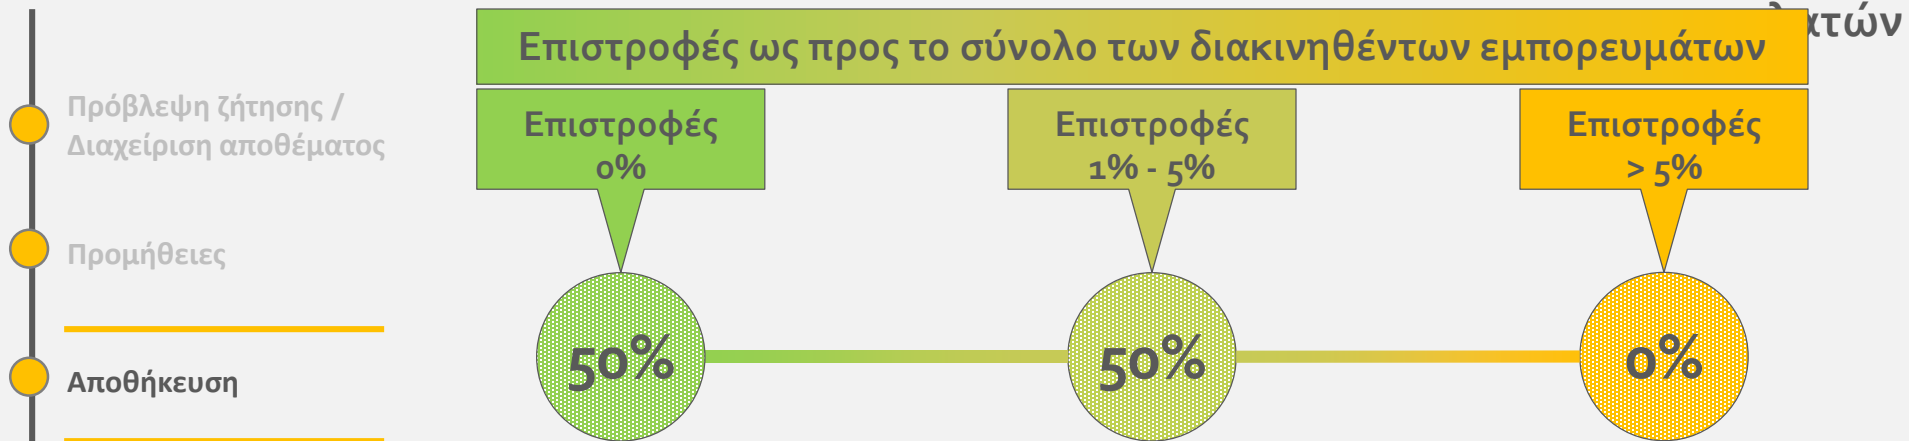 Επιστροφές ως προς το σύνολο των διακινηθέντων εμπορευμάτων
Πρόβλεψη ζήτησης /
Διαχείριση αποθέματος
Προμήθειες
Αποθήκευση
Επιστροφές
0%
Επιστροφές
1% - 5%
Επιστροφές
> 5%
50%
50%
0%